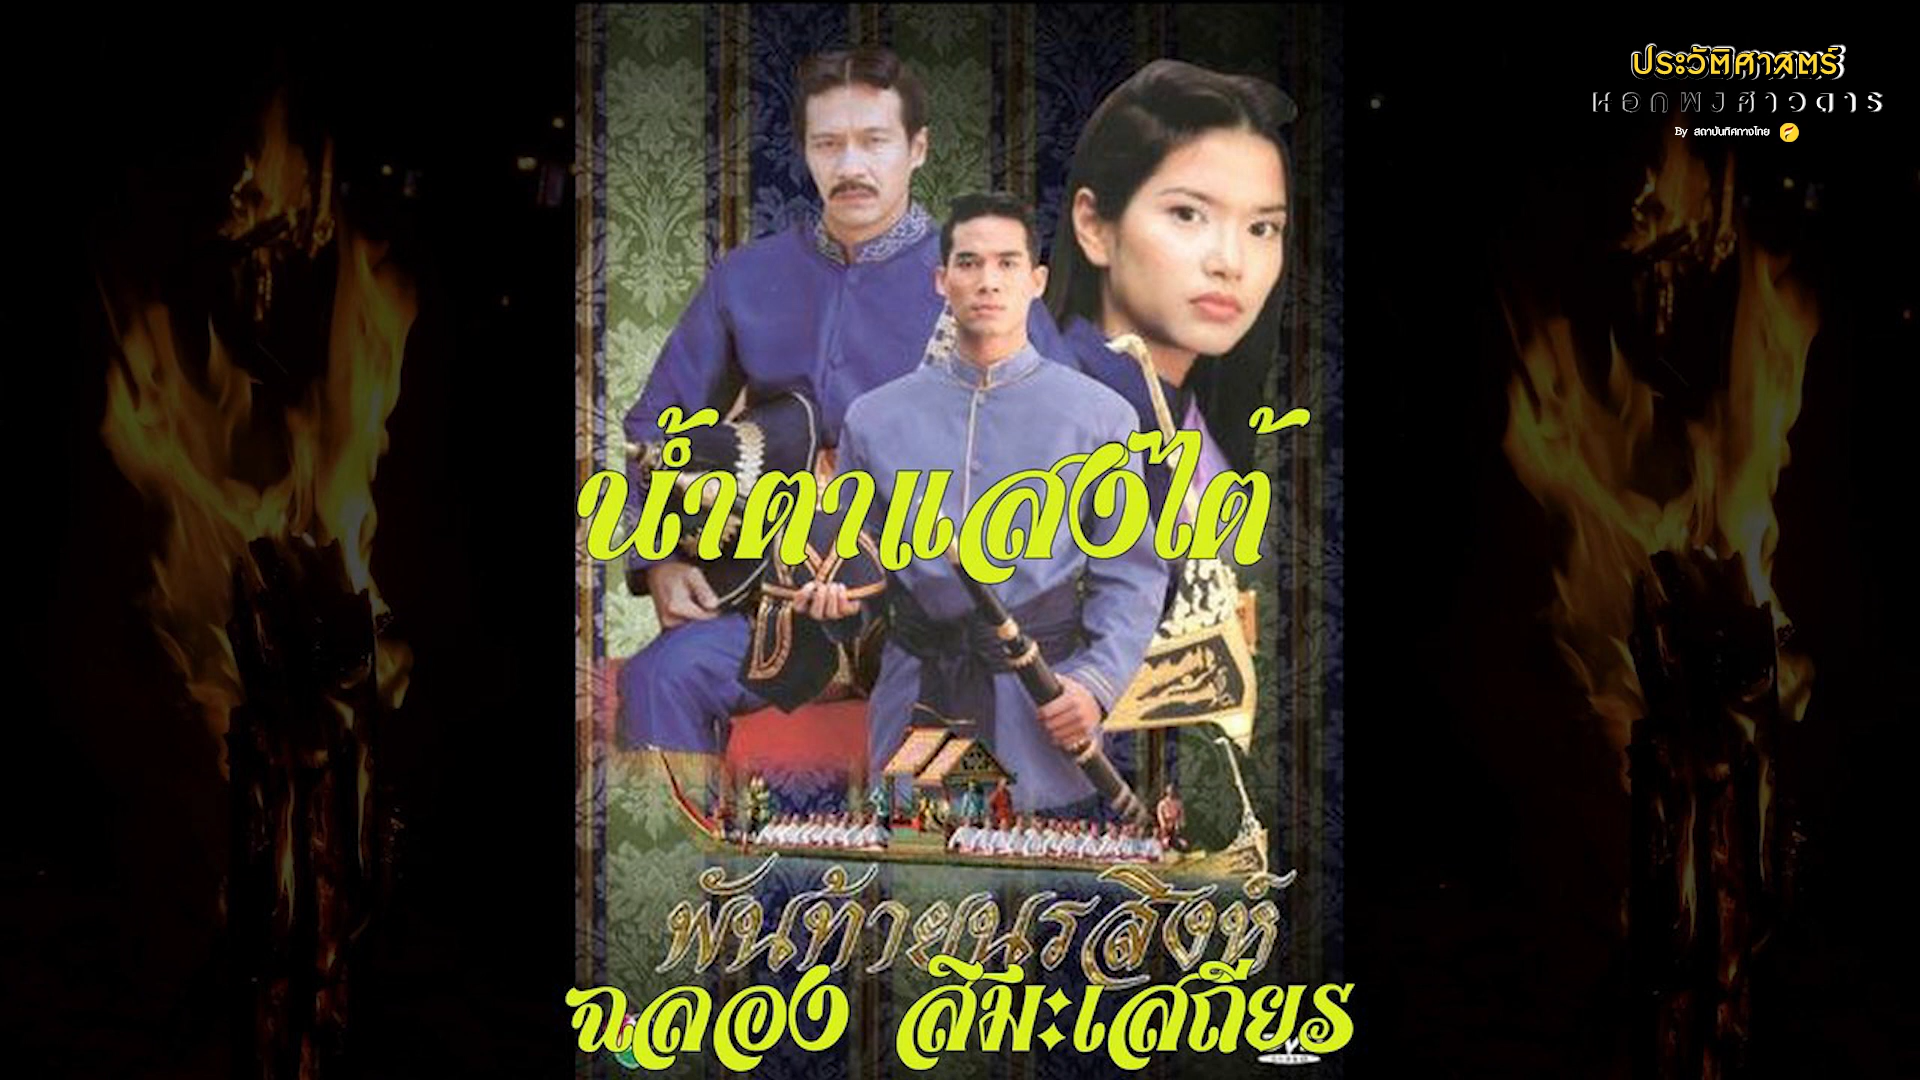 ประวัติศาสตร์
นอกพงศาวดาร
By สถาบันทิศทางไทย
น้ำตาแสงไต้
พันท้ายนรสิงห์
ฉลอง สิมะเสถียร